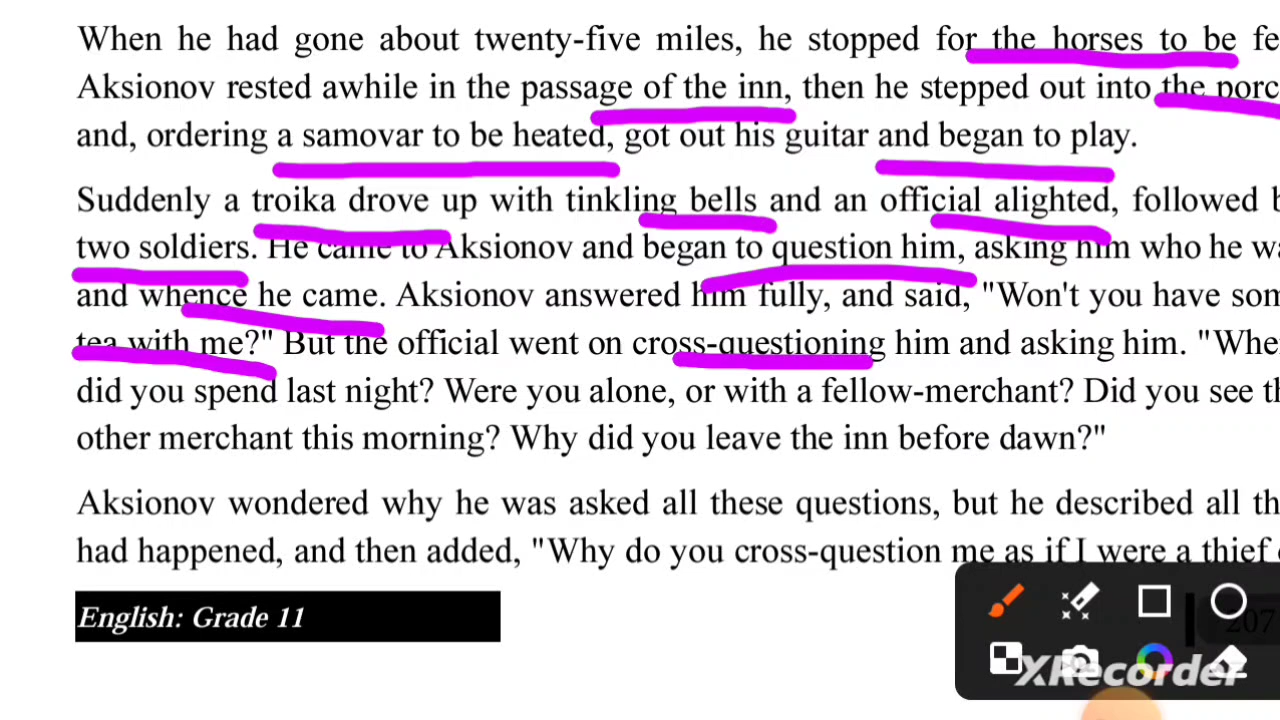 When he had gone about twenty-five miles, he stopped for the horses to be fe
Aksionov rested awhile in the passage of the inn, then he stepped out into the porc
and, ordering a samovar to be heated, got out his guitar and began to play.
Suddenly a troika drove up with tinkling bells and an official alighted, followed b
two soldiers. He came to Aksionov and began to question him, asking him who he wa
and whence he came. Aksionov answered him fully, and said, "Won't you have som
tea with me?" But the official went on cross-questioning him and asking him. "Whe
did you spend last night? Were you alone, or with a fellow-merchant? Did you see th
other merchant this morning? Why did you leave the inn before dawn?"
Aksionov wondered why he was asked all these questions, but he described all th
had happened, and then added, "Why do you cross-question me as if I were a thief
English: Grade 11
207
XRecorder